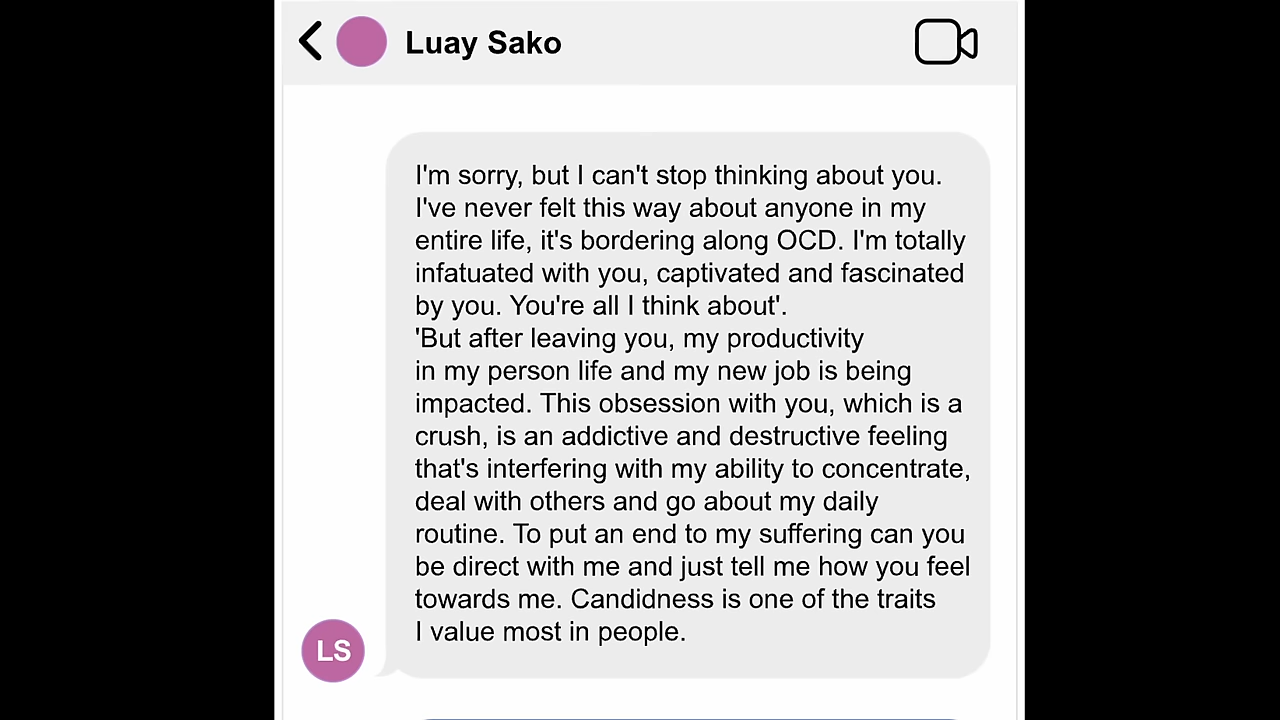 Luay Sako
I'm sorry, but I can't stop thinking about you.
I've never felt this way about anyone in my
entire life, it's bordering along OCD. I'm totally
infatuated with you, captivated and fascinated
by you. You're all I think about'.
'But after leaving you, my productivity
in my person life and my new job is being
impacted. This obsession with you, which is a
crush, is an addictive and destructive feeling
that's interfering with my ability to concentrate,
deal with others and go about my daily
routine. To put an end to my suffering can you
be direct with me and just tell me how you feel
towards me. Candidness is one of the traits
I value most in people.
LS